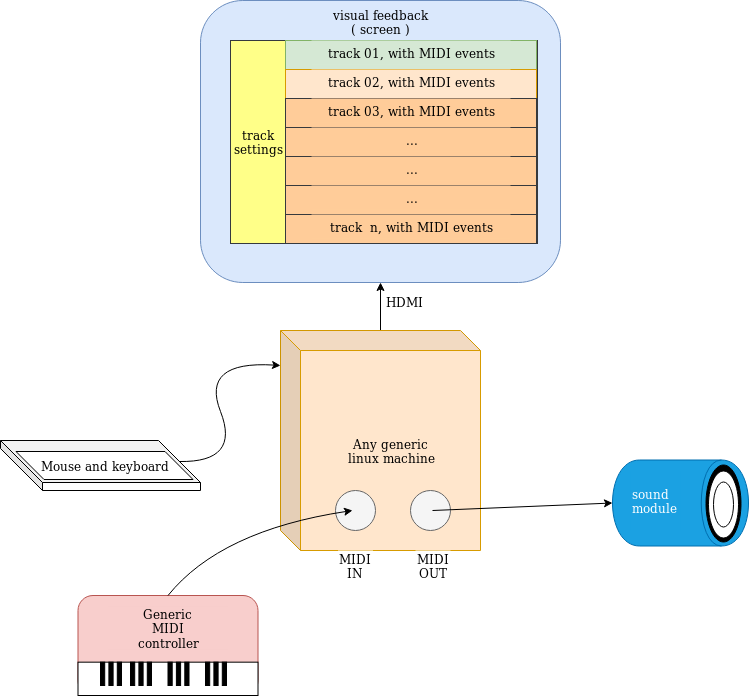 visual feedback
( screen )
track 01, with MIDI events
track 02, with MIDI events
track 03, with MIDI events
track
settings
...
...
...
track n, with MIDI events
HDMI
Any generic
linux machine
Mouse and keyboard
sound
module
MIDI
IN
MIDI
OUT
Generic
MIDI
controller